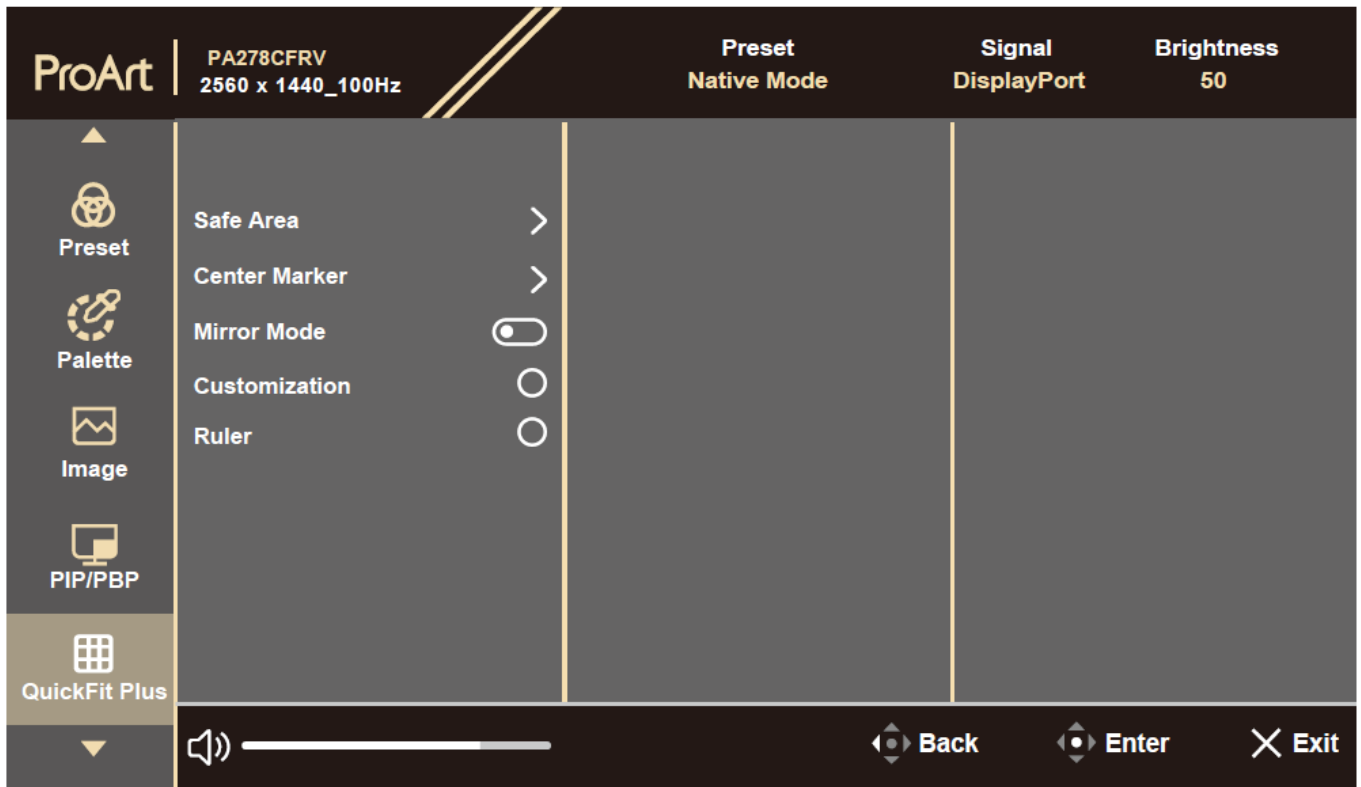 ProArt
PA278CFRV
2560 x 1440_100Hz
Preset
Native Mode
Signal
DisplayPort
Brightness
50
Preset
Palette
Image
PIP/PBP
QuickFit Plus
Safe Area
Center Marker
Mirror Mode
Customization
Ruler
Back
Enter
Exit